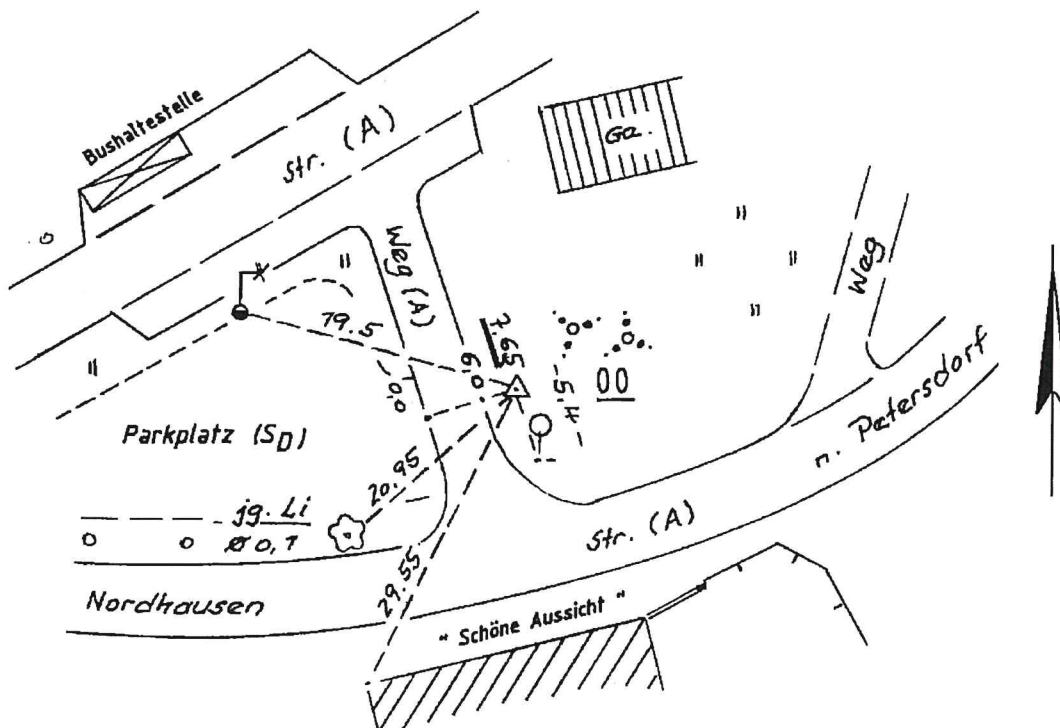 Bushaltestelle
Str. (A)
Ga.
Weg (A)
Weg
19.5
7.65
6,0
5,4
00
0,0
Parkplatz (SD)
20.95
n. Petersdorf
jg. Li
Ø 0,1
Str. (A)
29.55
Nordhausen
"Schöne Aussicht"